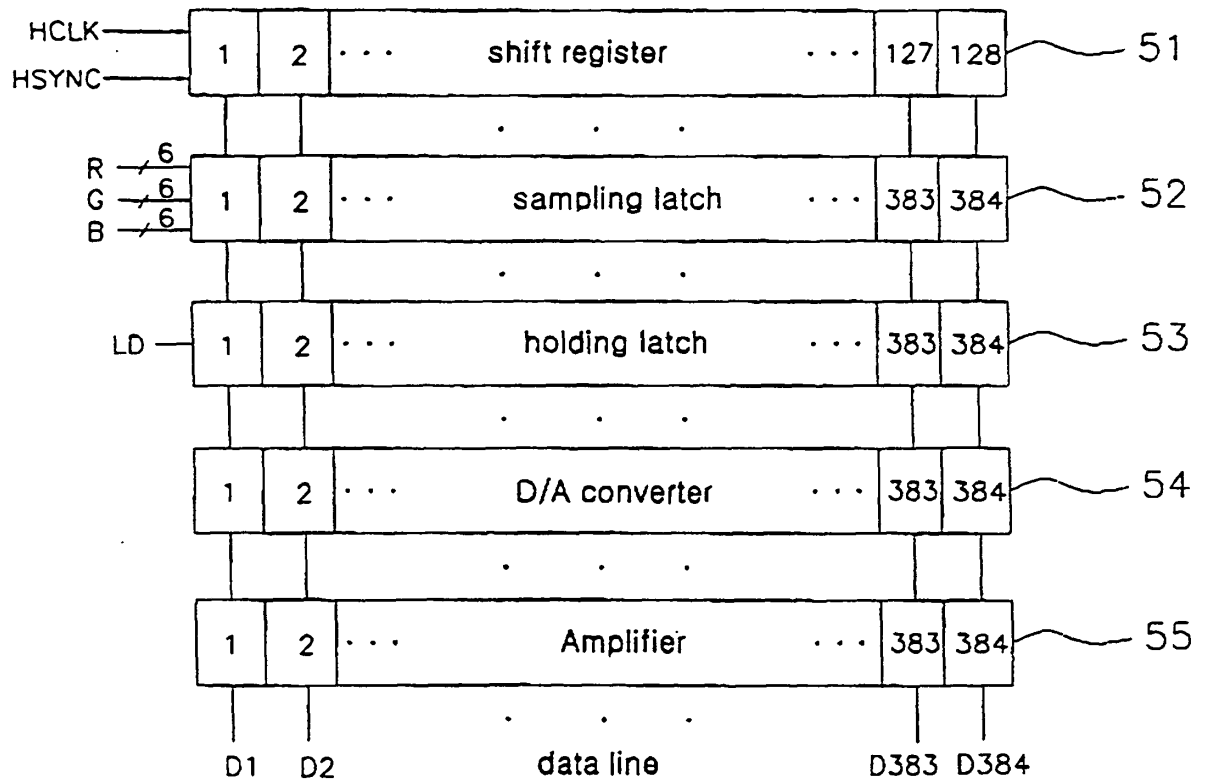 HCLK
HSYNC
1 2 ... shift register ... 127 128 51
R 6
G 6
B 6
1 2 ... sampling latch ... 383 384 52
LD
1 2 ... holding latch ... 383 384 53
1 2 ... D/A converter ... 383 384 54
1 2 ... Amplifier ... 383 384 55
D1 D2 data line D383 D384